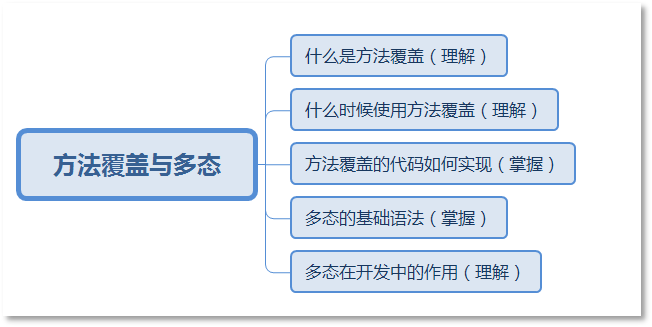 方法覆盖与多态
什么是方法覆盖（理解）
什么时候使用方法覆盖（理解）
方法覆盖的代码如何实现（掌握）
多态的基础语法（掌握）
多态在开发中的作用（理解）